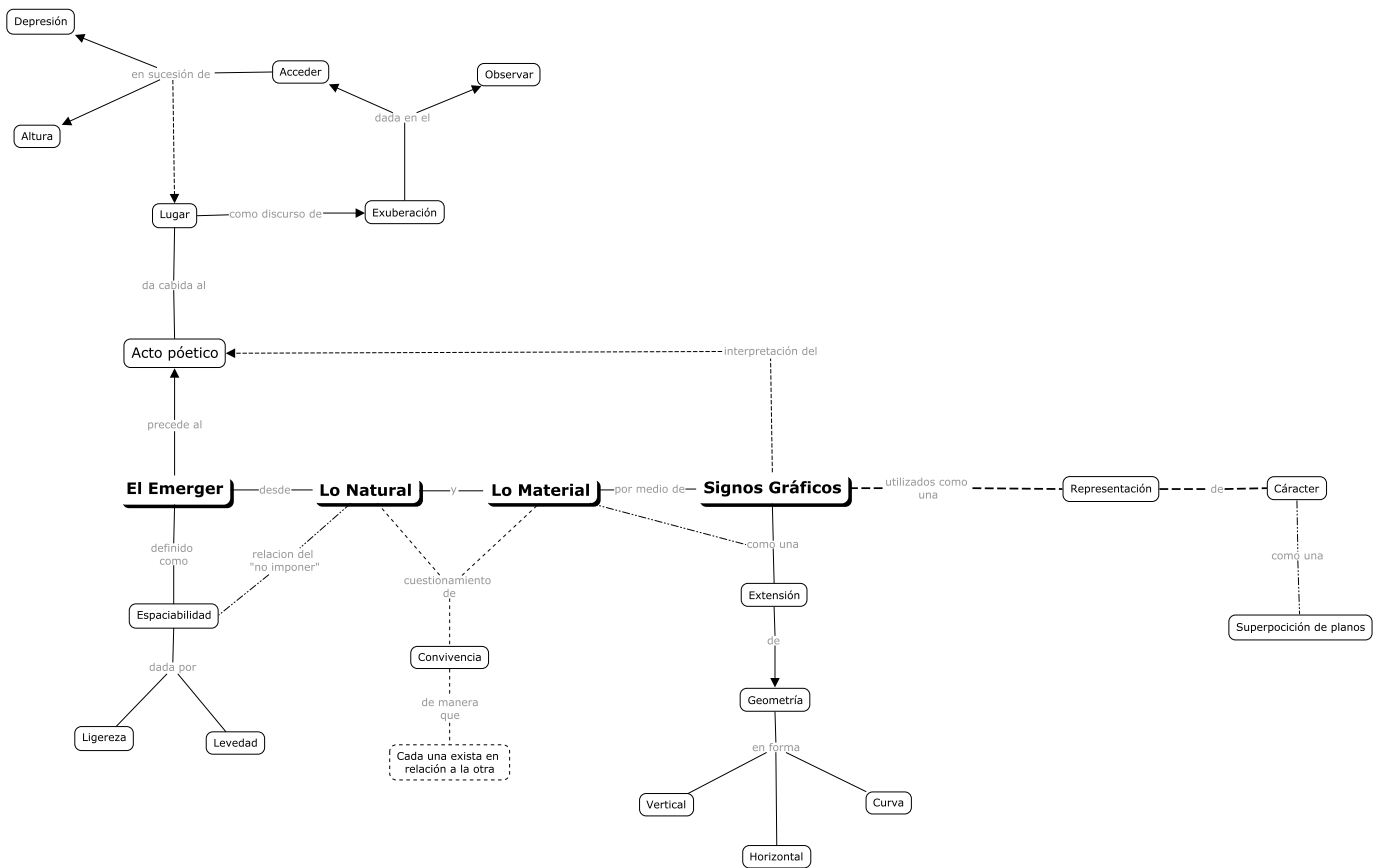 Depresión
en sucesión de
Acceder
Observar
Altura
dada en el
Lugar
como discurso de
Exuberación
da cabida al
Acto póetico
interpretación del
precede al
El Emerger
desde
Lo Natural
y
Lo Material
por medio de
Signos Gráficos
utilizados como
una
Representación
de
Cáracter
definido
como
relacion del
"no imponer"
cuestionamiento
de
como una
como una
Espaciabilidad
Extensión
Superpocición de planos
dada por
Convivencia
de
Ligereza
Levedad
de manera
que
Geometría
Cada una exista en
relación a la otra
en forma
Vertical
Curva
Horizontal